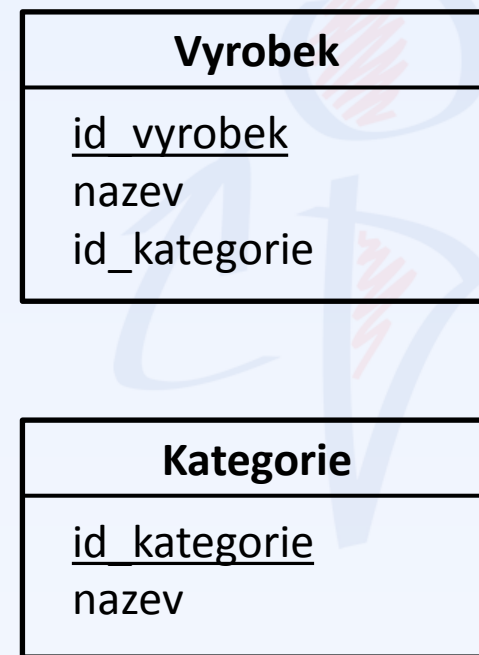 Vyrobek
id_vyrobek
nazev
id_kategorie
Kategorie
id_kategorie
nazev